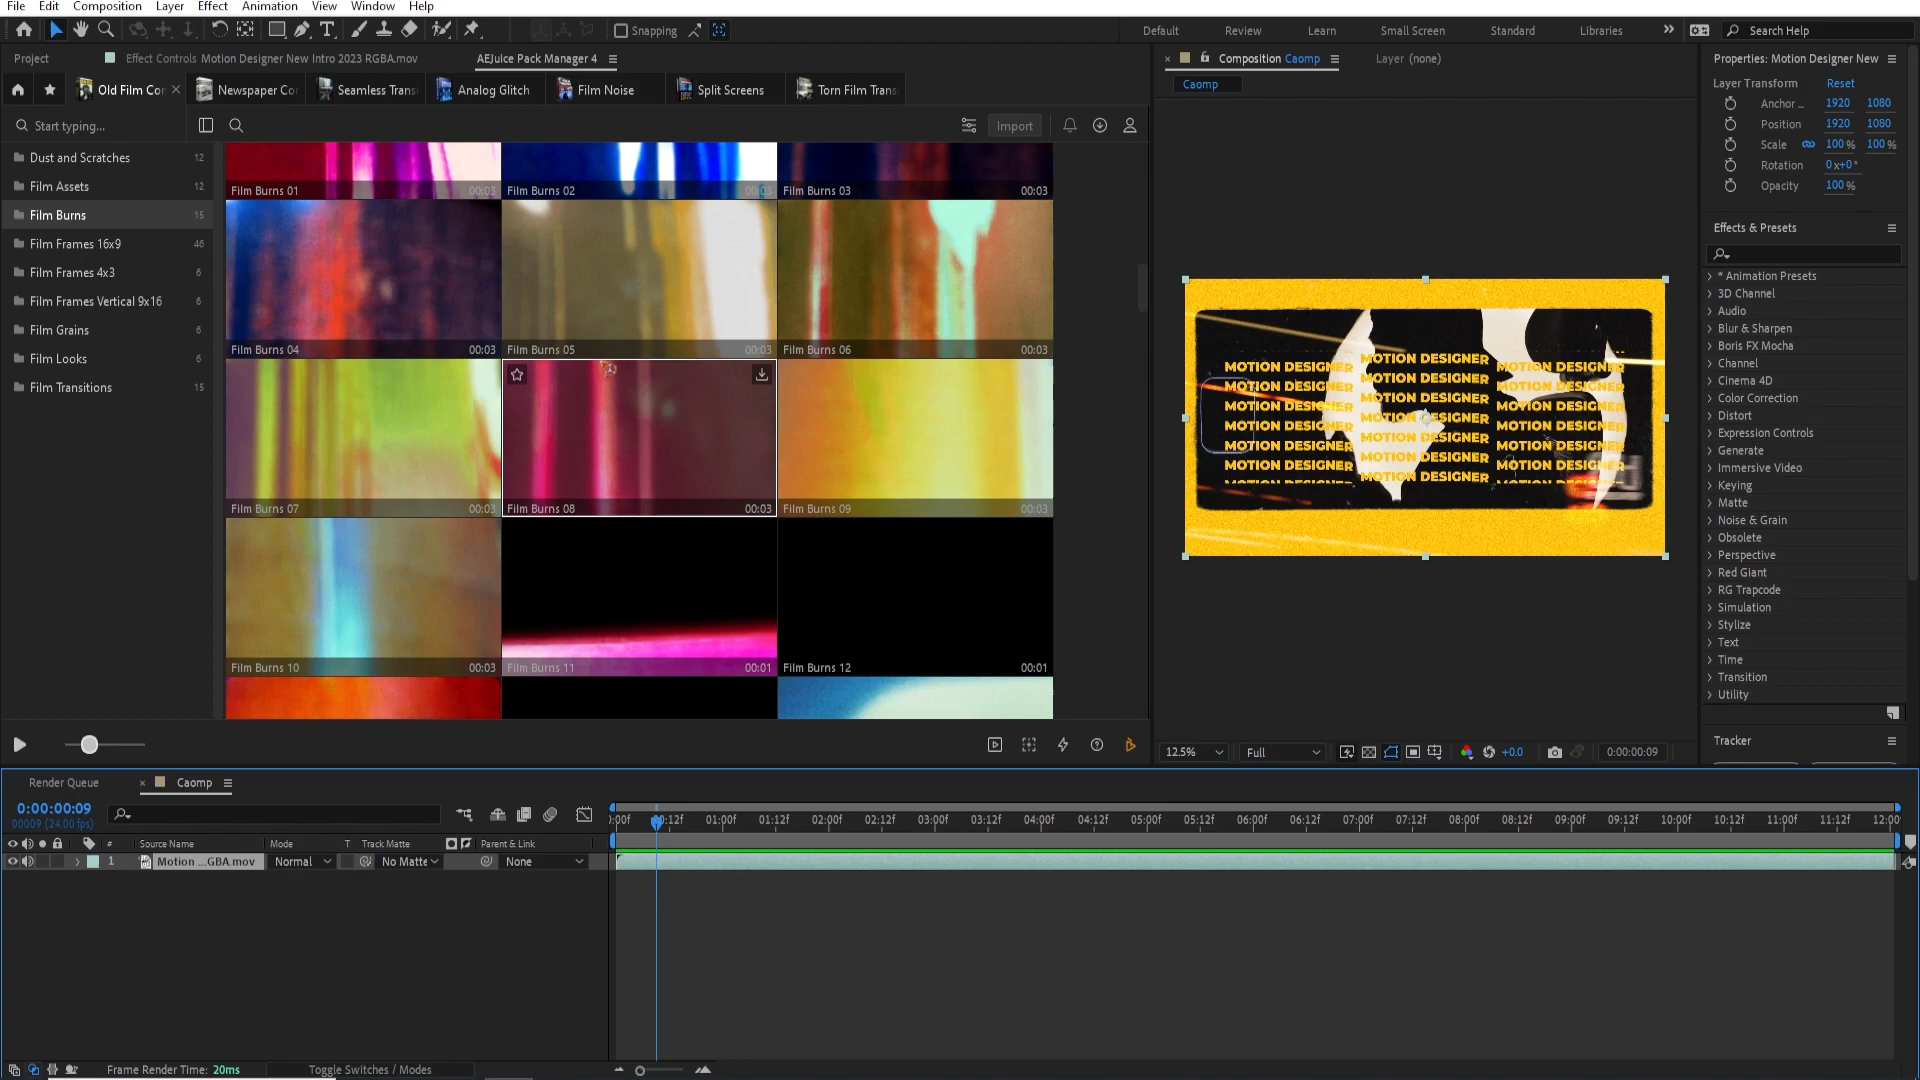 File Edit Composition Layer Effect Animation View Window Help
Snapping
Default Review Learn Small Screen Standard Libraries Search Help
Project Effect Controls Motion Designer New Intro 2023 RGBA.mov AEJuice Pack Manager 4
Composition Caomp Layer (none)
Properties: Motion Designer New
Old Film Cor Newspaper Co Seamless Trans Analog Glitch Film Noise Split Screens Torn Film Trans
Caomp
Start typing...
Import
Dust and Scratches 12
Film Assets 12
Film Burns 15
Film Frames 16x9 46
Film Frames 4x3 6
Film Frames Vertical 9x16 6
Film Grains 6
Film Looks 6
Film Transitions 15
Film Burns 01 00:03 Film Burns 02 00:03 Film Burns 03 00:03
Film Burns 04 00:03 Film Burns 05 00:03 Film Burns 06 00:03
Film Burns 07 00:03 Film Burns 08 00:03 Film Burns 09 00:03
Film Burns 10 00:03 Film Burns 11 00:01 Film Burns 12 00:01
MOTION DESIGNER MOTION DESIGNER MOTION DESIGNER
MOTION DESIGNER MOTION DESIGNER MOTION DESIGNER
MOTION DESIGNER MOTION DESIGNER MOTION DESIGNER
MOTION DESIGNER MOTION DESIGNER MOTION DESIGNER
MOTION DESIGNER MOTION DESIGNER MOTION DESIGNER
MOTION DESIGNER MOTION DESIGNER MOTION DESIGNER
MOTION DESIGNER
12.5% Full +0.0 0:00:00:09
Layer Transform Reset
Anchor ... 1920 1080
Position 1920 1080
Scale 100 % 100 %
Rotation 0x+0°
Opacity 100 %
Effects & Presets
* Animation Presets
3D Channel
Audio
Blur & Sharpen
Boris FX Mocha
Channel
Cinema 4D
Color Correction
Distort
Expression Controls
Generate
Immersive Video
Keying
Matte
Noise & Grain
Obsolete
Perspective
Red Giant
RG Trapcode
Simulation
Stylize
Text
Time
Transition
Utility
Tracker
Render Queue Caomp
0:00:00:09
00009 (24.00 fps)
:00f 00:12f 01:00f 01:12f 02:00f 02:12f 03:00f 03:12f 04:00f 04:12f 05:00f 05:12f 06:00f 06:12f 07:00f 07:12f 08:00f 08:12f 09:00f 09:12f 10:00f 10:12f 11:00f 11:12f 12:00
# Source Name Mode T Track Matte Parent & Link
1 Motion ...GBA.mov Normal No Matte None
Frame Render Time: 20ms Toggle Switches / Modes